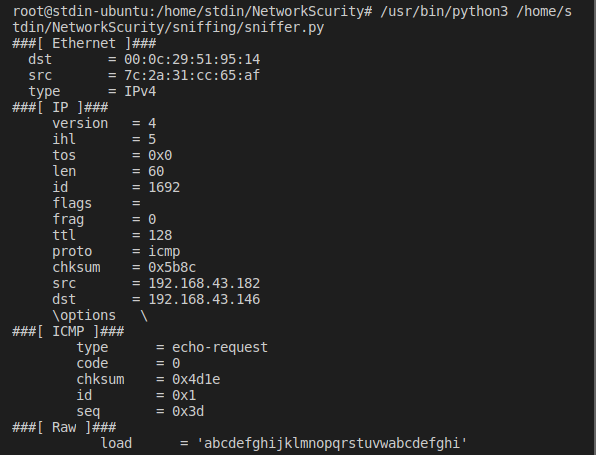 root@stdin-ubuntu:/home/stdin/NetworkScurity# /usr/bin/python3 /home/s
tdin/NetworkScurity/sniffing/sniffer.py
###[ Ethernet ]###
  dst       = 00:0c:29:51:95:14
  src       = 7c:2a:31:cc:65:af
  type      = IPv4
###[ IP ]###
     version   = 4
     ihl       = 5
     tos       = 0x0
     len       = 60
     id        = 1692
     flags     =
     frag      = 0
     ttl       = 128
     proto     = icmp
     chksum    = 0x5b8c
     src       = 192.168.43.182
     dst       = 192.168.43.146
     \options   \
###[ ICMP ]###
        type      = echo-request
        code      = 0
        chksum    = 0x4d1e
        id        = 0x1
        seq       = 0x3d
###[ Raw ]###
           load      = 'abcdefghijklmnopqrstuvwabcdefghi'